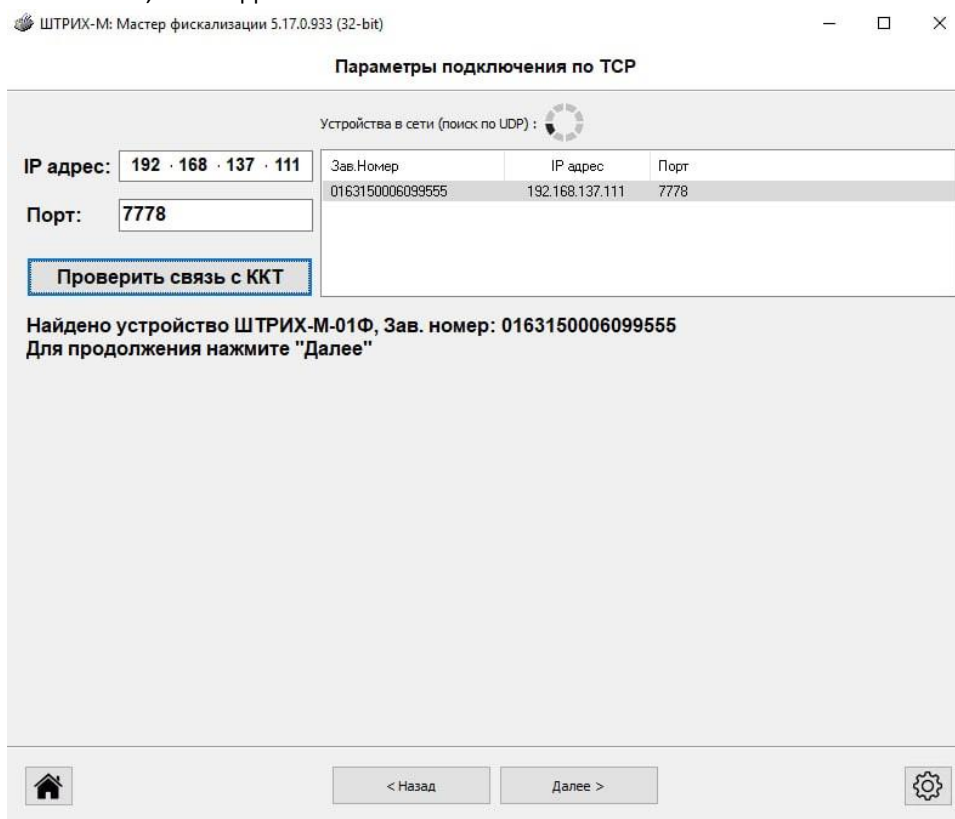 ШТРИХ-М: Мастер фискализации 5.17.0.933 (32-bit)
Параметры подключения по TCP
Устройства в сети (поиск по UDP) :
IP адрес: 192 . 168 . 137 . 111
Порт: 7778
Зав.Номер IP адрес Порт
0163150006099555 192.168.137.111 7778
Проверить связь с ККТ
Найдено устройство ШТРИХ-М-01Ф, Зав. номер: 0163150006099555
Для продолжения нажмите "Далее"
< Назад
Далее >